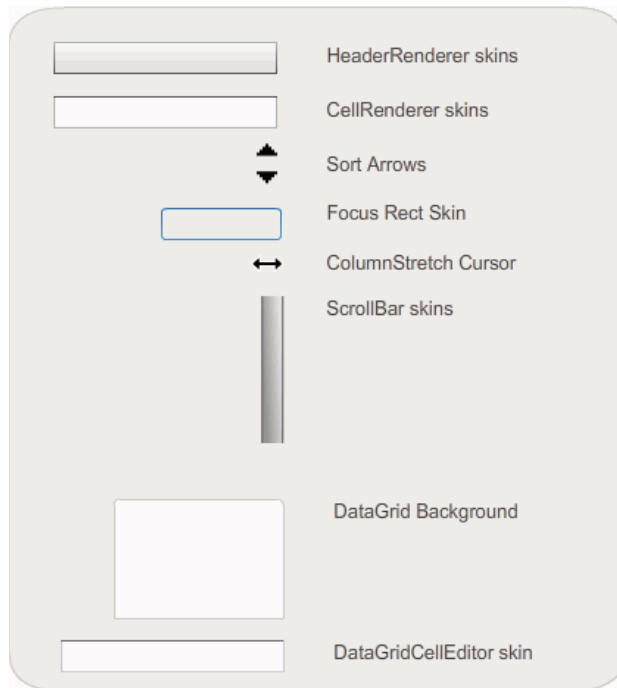 HeaderRenderer skins
CellRenderer skins
Sort Arrows
Focus Rect Skin
ColumnStretch Cursor
ScrollBar skins
DataGrid Background
DataGridCellEditor skin